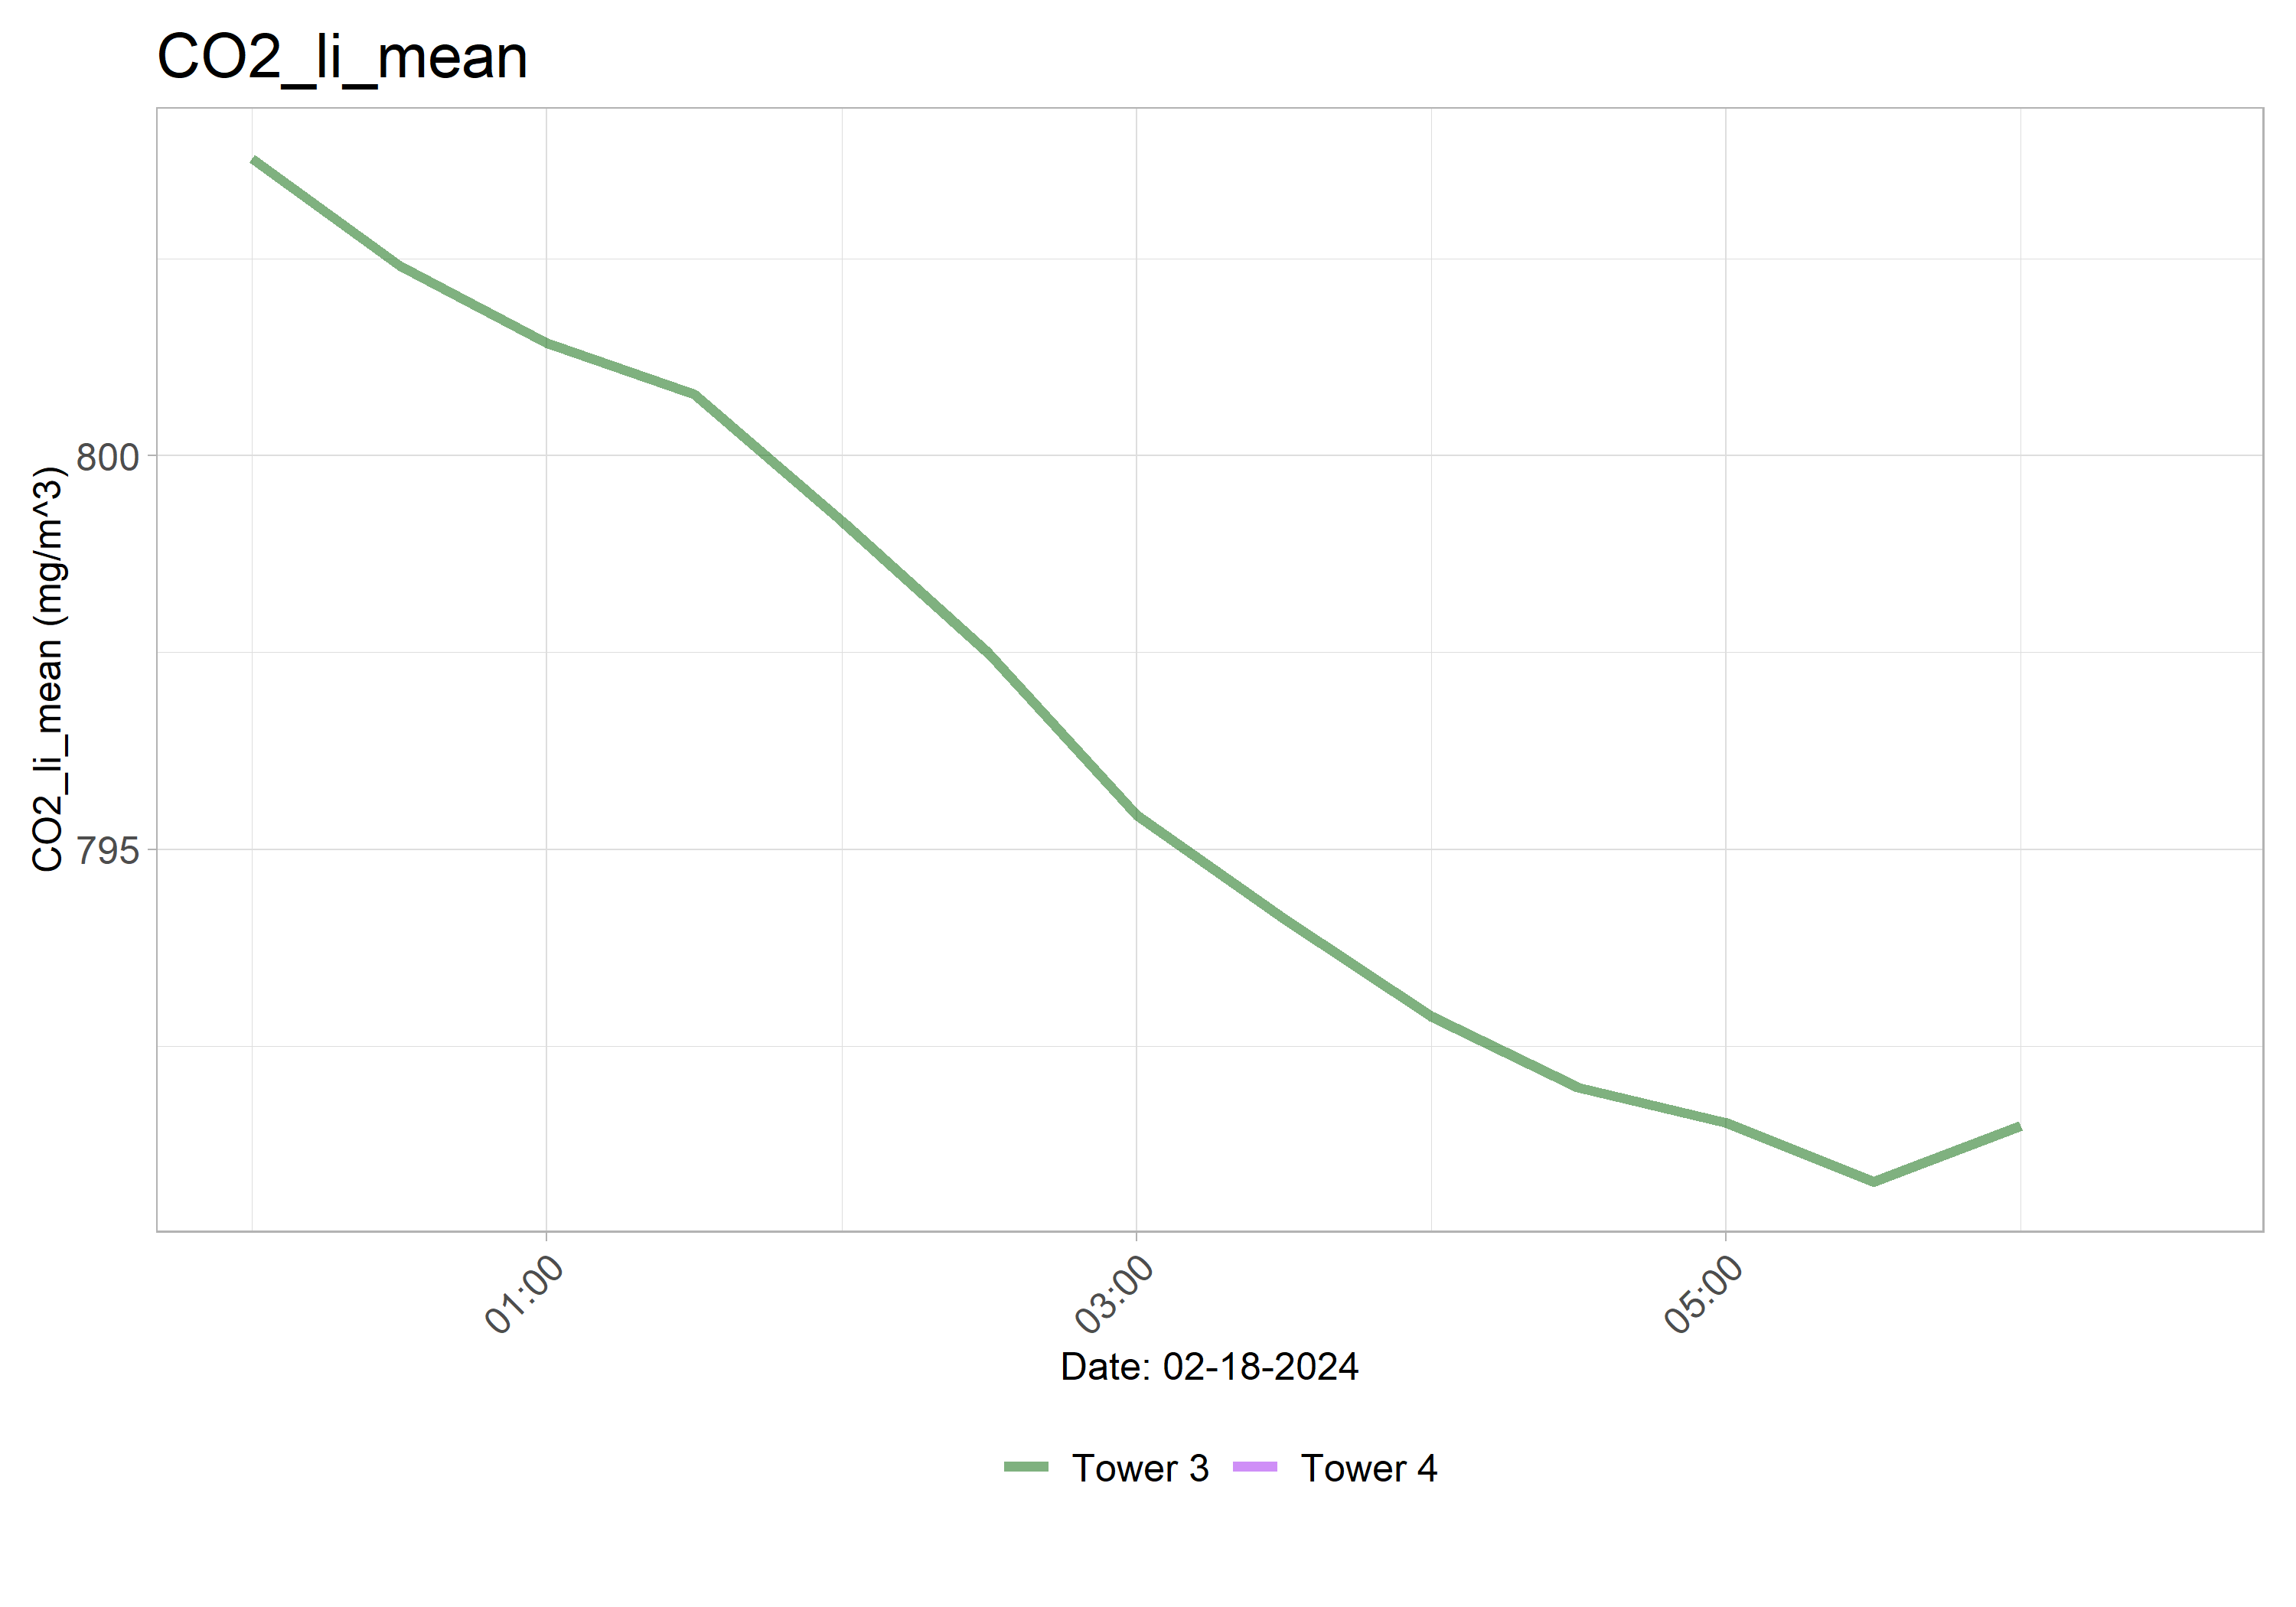 CO2_li_mean
CO2_li_mean (mg/m^3)
800
795
01:00 03:00 05:00
Date: 02-18-2024
Tower 3 Tower 4